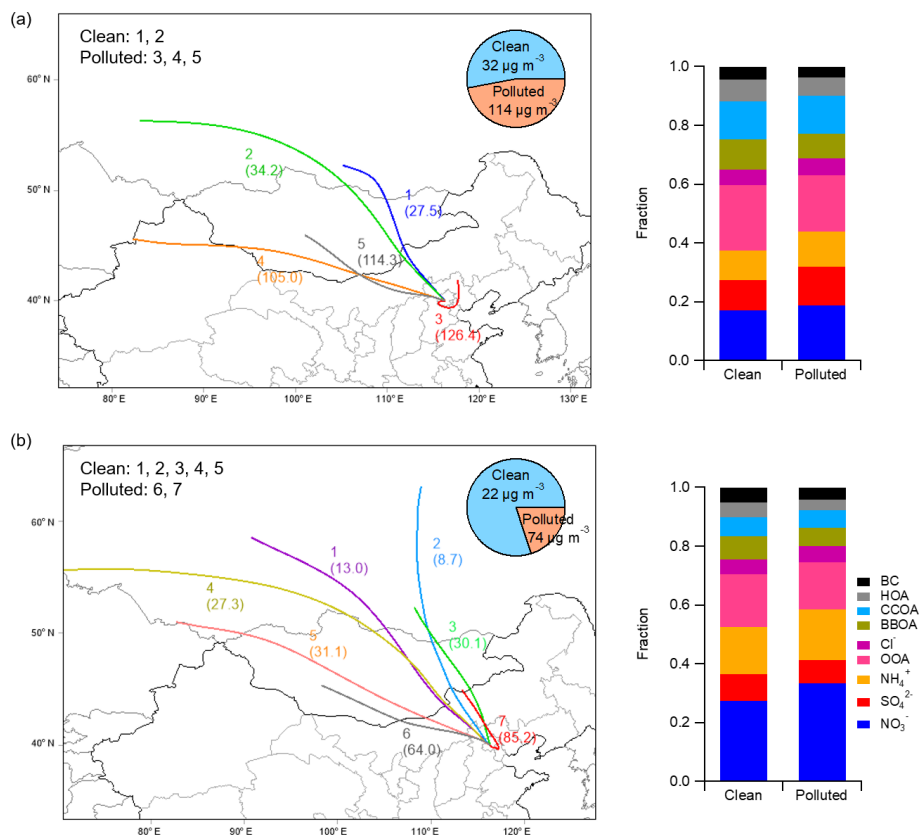 (a)
Clean: 1, 2
Polluted: 3, 4, 5
Clean
32 µg m⁻³
Polluted
114 µg m⁻³
60° N
50° N
40° N
2
(34.2)
1
(27.5)
5
(114.3)
4
(105.0)
3
(126.4)
80° E
90° E
100° E
110° E
120° E
130° E
Fraction
1.0
0.8
0.6
0.4
0.2
0.0
Clean
Polluted
(b)
Clean: 1, 2, 3, 4, 5
Polluted: 6, 7
Clean
22 µg m⁻³
Polluted
74 µg m⁻³
60° N
50° N
40° N
1
(13.0)
2
(8.7)
4
(27.3)
3
(30.1)
5
(31.1)
6
(64.0)
7
(85.2)
80° E
90° E
100° E
110° E
120° E
Fraction
1.0
0.8
0.6
0.4
0.2
0.0
Clean
Polluted
BC
HOA
CCOA
BBOA
Cl⁻
OOA
NH₄⁺
SO₄²⁻
NO₃⁻